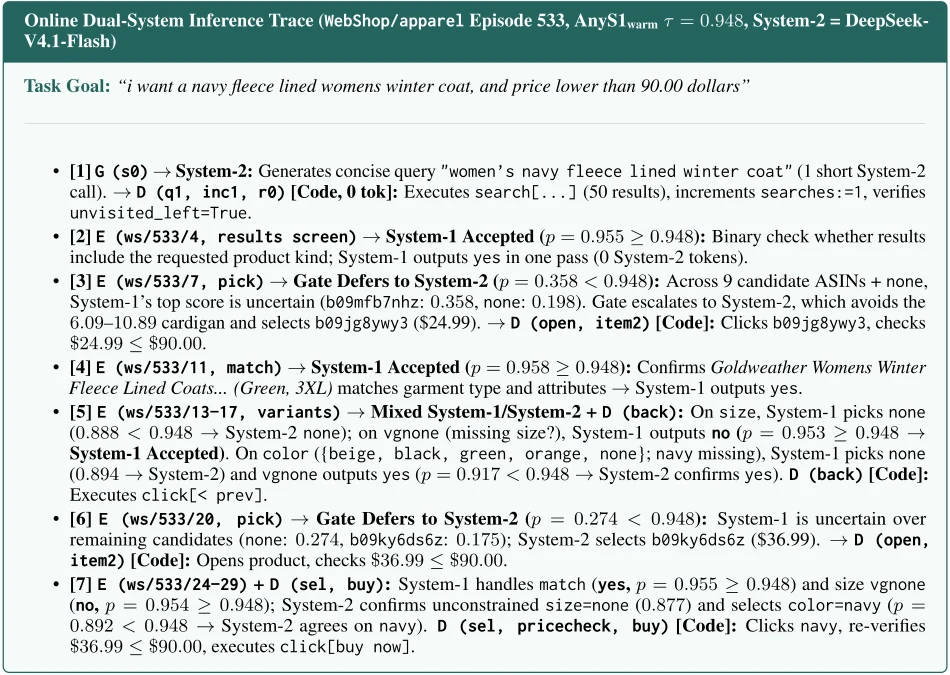 Online Dual-System Inference Trace (WebShop/apparel Episode 533, AnyS1warm τ = 0.948, System-2 = DeepSeek-
V4.1-Flash)
Task Goal: “i want a navy fleece lined womens winter coat, and price lower than 90.00 dollars”
• [1] G (s0) → System-2: Generates concise query "women's navy fleece lined winter coat" (1 short System-2
call). → D (q1, inc1, r0) [Code, 0 tok]: Executes search[...] (50 results), increments searches:=1, verifies
unvisited_left=True.
• [2] E (ws/533/4, results screen) → System-1 Accepted (p = 0.955 ≥ 0.948): Binary check whether results
include the requested product kind; System-1 outputs yes in one pass (0 System-2 tokens).
• [3] E (ws/533/7, pick) → Gate Defers to System-2 (p = 0.358 < 0.948): Across 9 candidate ASINs + none,
System-1’s top score is uncertain (b09mfb7nhz: 0.358, none: 0.198). Gate escalates to System-2, which avoids the
6.09–10.89 cardigan and selects b09jg8ywy3 ($24.99). → D (open, item2) [Code]: Clicks b09jg8ywy3, checks
$24.99 ≤ $90.00.
• [4] E (ws/533/11, match) → System-1 Accepted (p = 0.958 ≥ 0.948): Confirms Goldweather Womens Winter
Fleece Lined Coats... (Green, 3XL) matches garment type and attributes → System-1 outputs yes.
• [5] E (ws/533/13–17, variants) → Mixed System-1/System-2 + D (back): On size, System-1 picks none
(0.888 < 0.948 → System-2 none); on vgnone (missing size?), System-1 outputs no (p = 0.953 ≥ 0.948 →
System-1 Accepted). On color ({beige, black, green, orange, none}; navy missing), System-1 picks none
(0.894 → System-2) and vgnone outputs yes (p = 0.917 < 0.948 → System-2 confirms yes). D (back) [Code]:
Executes click[< prev].
• [6] E (ws/533/20, pick) → Gate Defers to System-2 (p = 0.274 < 0.948): System-1 is uncertain over
remaining candidates (none: 0.274, b09ky6ds6z: 0.175); System-2 selects b09ky6ds6z ($36.99). → D (open,
item2) [Code]: Opens product, checks $36.99 ≤ $90.00.
• [7] E (ws/533/24–29) + D (sel, buy): System-1 handles match (yes, p = 0.955 ≥ 0.948) and size vgnone
(no, p = 0.954 ≥ 0.948); System-2 confirms unconstrained size=none (0.877) and selects color=navy (p =
0.892 < 0.948 → System-2 agrees on navy). D (sel, pricecheck, buy) [Code]: Clicks navy, re-verifies
$36.99 ≤ $90.00, executes click[buy now].